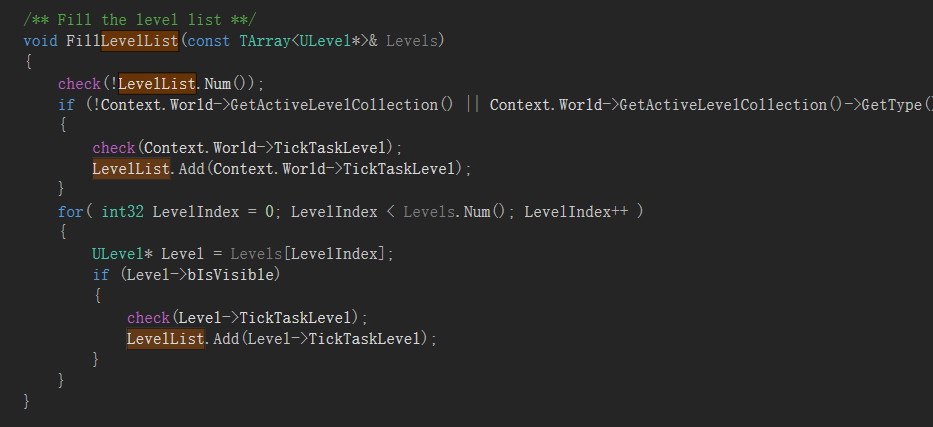 /** Fill the level list **/
void FillLevelList(const TArray<ULevel*>& Levels)
{
check(!LevelList.Num());
if (!Context.World->GetActiveLevelCollection() || Context.World->GetActiveLevelCollection()->GetType(
{
check(Context.World->TickTaskLevel);
LevelList.Add(Context.World->TickTaskLevel);
}
for( int32 LevelIndex = 0; LevelIndex < Levels.Num(); LevelIndex++ )
{
ULevel* Level = Levels[LevelIndex];
if (Level->bIsVisible)
{
check(Level->TickTaskLevel);
LevelList.Add(Level->TickTaskLevel);
}
}
}